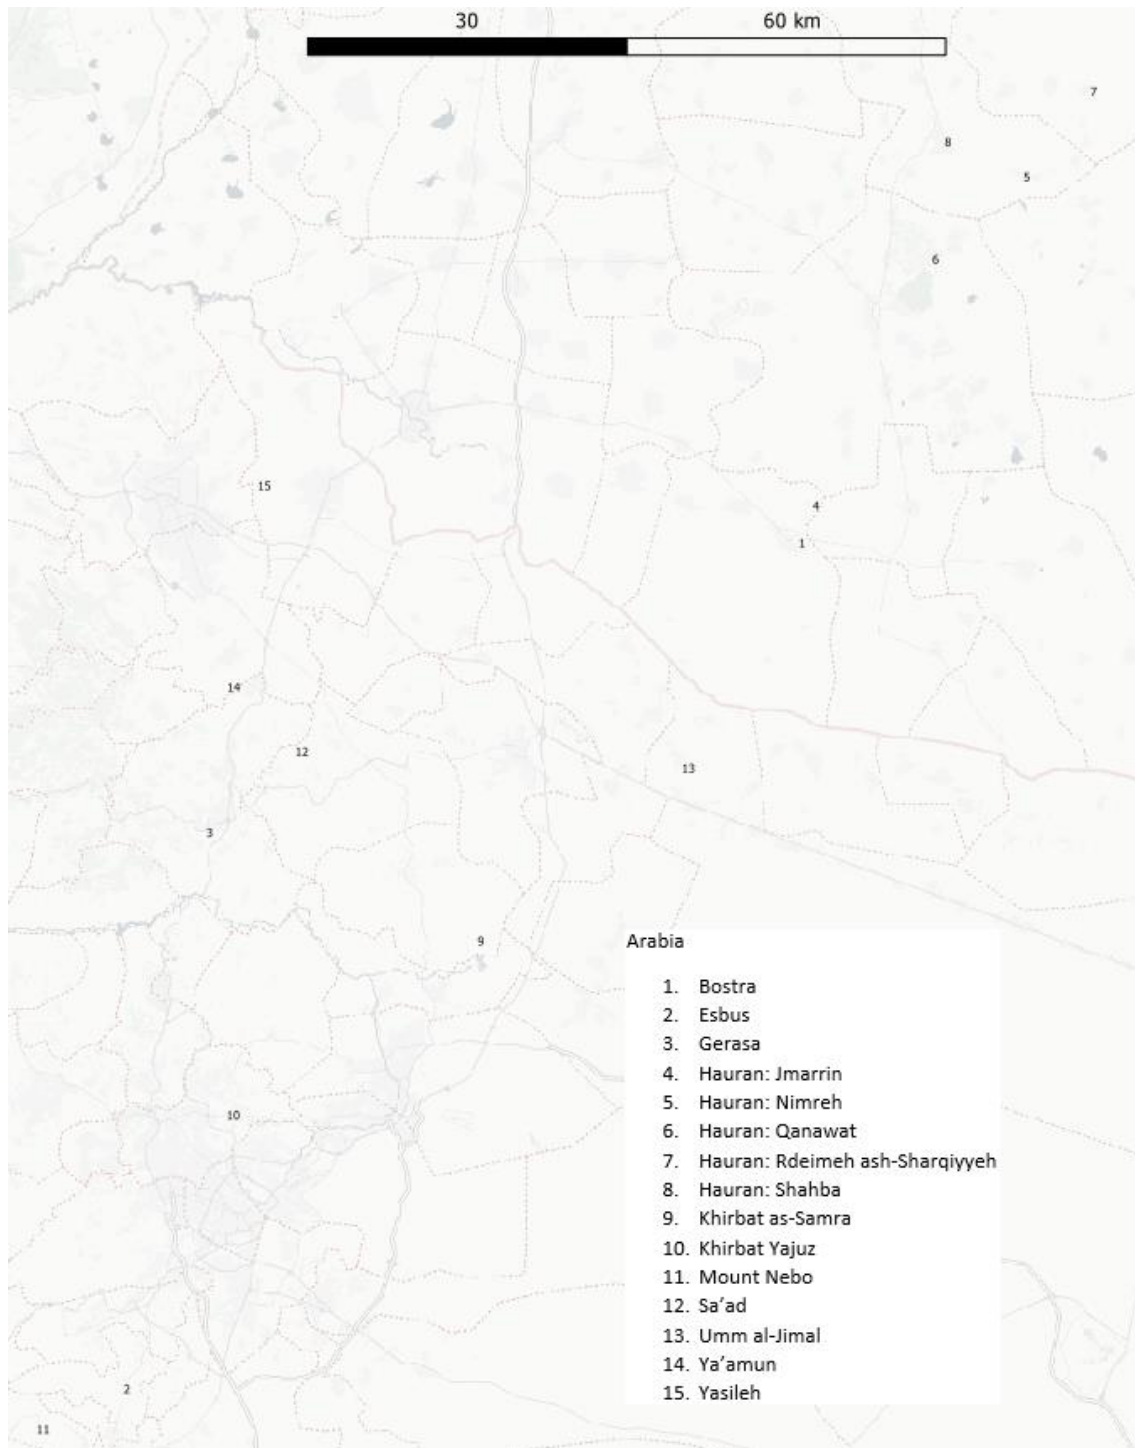 30 60 km
7
8
5
6
15
4
1
14
12
13
3
9
Arabia
1. Bostra
2. Esbus
3. Gerasa
4. Hauran: Jmarrin
5. Hauran: Nimreh
6. Hauran: Qanawat
7. Hauran: Rdeimeh ash-Sharqiyyeh
8. Hauran: Shahba
9. Khirbat as-Samra
10. Khirbat Yajuz
11. Mount Nebo
12. Sa’ad
13. Umm al-Jimal
14. Ya’amun
15. Yasileh
10
2
11